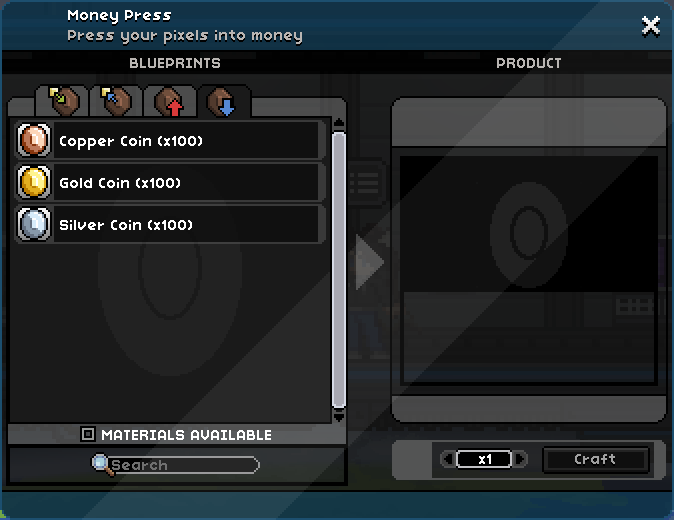 Money Press
Press your pixels into money
BLUEPRINTS
PRODUCT
Copper Coin (x100)
Gold Coin (x100)
Silver Coin (x100)
MATERIALS AVAILABLE
Search
x1
Craft